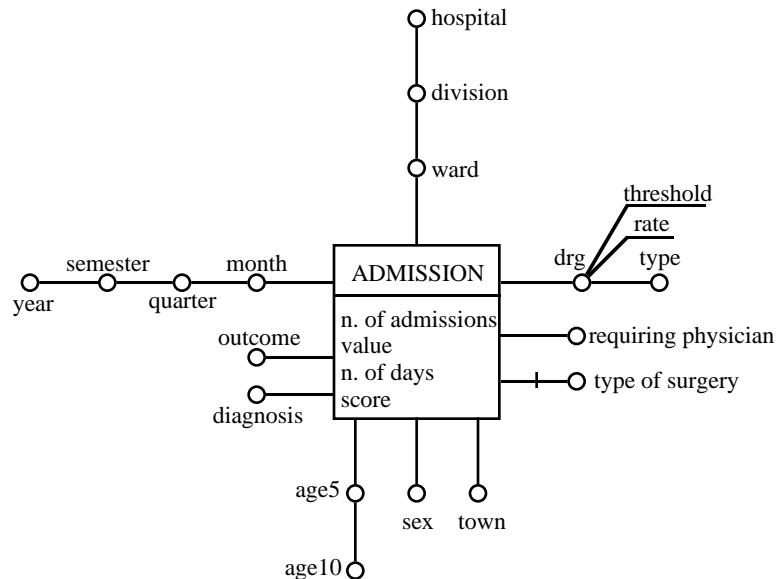 hospital
division
ward
threshold
rate
drg
type
semester
month
year
quarter
ADMISSION
n. of admissions
value
n. of days
score
outcome
diagnosis
requiring physician
type of surgery
age5
sex
town
age10